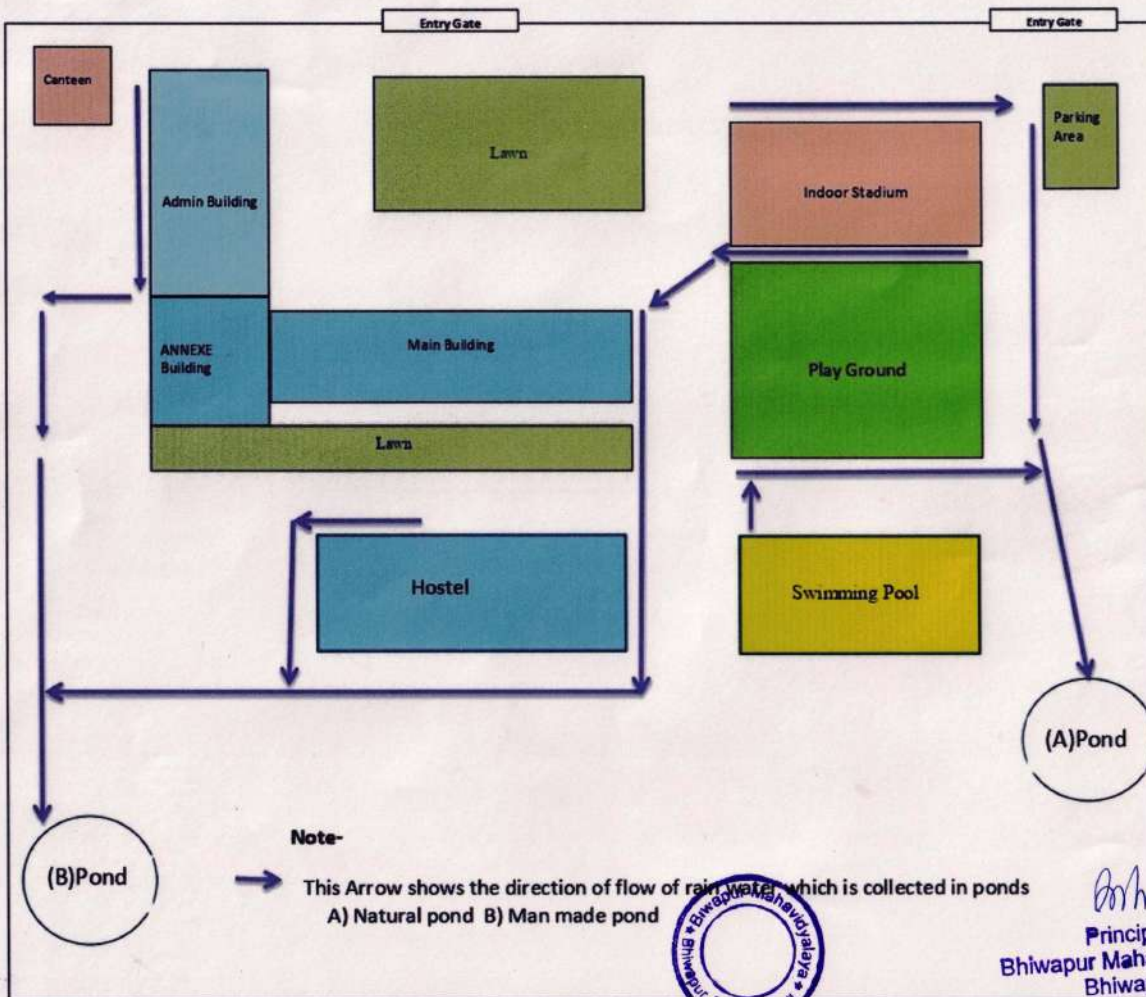 Entry Gate
Entry Gate
Canteen
Admin Building
Lawn
Indoor Stadium
Parking
Area
ANNEXE
Building
Main Building
Play Ground
Lawn
Hostel
Swimming Pool
(A)Pond
(B)Pond
Note-
This Arrow shows the direction of flow of rain water which is collected in ponds
A) Natural pond B) Man made pond
Biwapur Mahavidyalaya
Princip
Bhiwapur Mah
Bhiwa